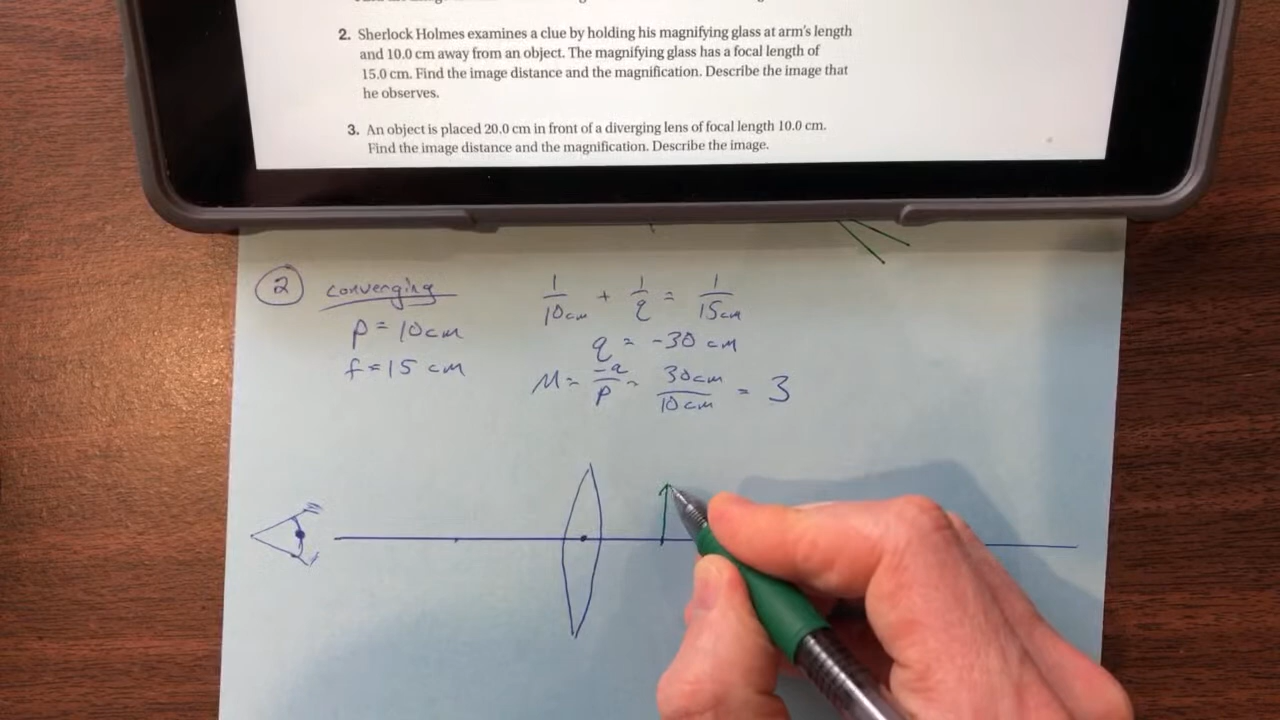 2. Sherlock Holmes examines a clue by holding his magnifying glass at arm's length
and 10.0 cm away from an object. The magnifying glass has a focal length of
15.0 cm. Find the image distance and the magnification. Describe the image that
he observes.
3. An object is placed 20.0 cm in front of a diverging lens of focal length 10.0 cm.
Find the image distance and the magnification. Describe the image.
2 converging
p = 10cm
f = 15 cm
1/10cm + 1/q = 1/15cm
q = -30 cm
M = -q/p = 30cm/10cm = 3